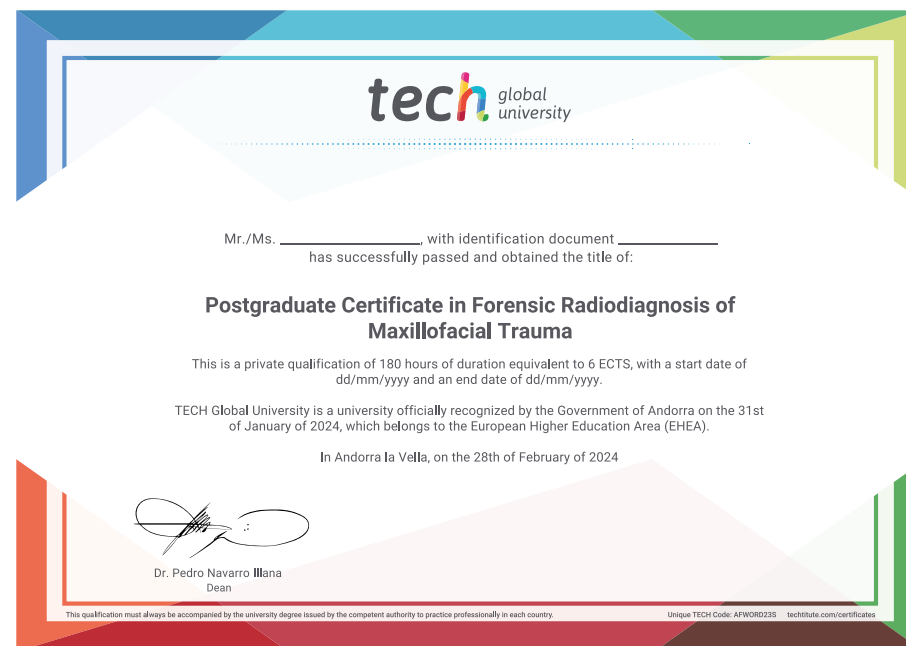 tech global
university
Mr./Ms. ____________________, with identification document ______________
has successfully passed and obtained the title of:
Postgraduate Certificate in Forensic Radiodiagnosis of
Maxillofacial Trauma
This is a private qualification of 180 hours of duration equivalent to 6 ECTS, with a start date of
dd/mm/yyyy and an end date of dd/mm/yyyy.
TECH Global University is a university officially recognized by the Government of Andorra on the 31st
of January of 2024, which belongs to the European Higher Education Area (EHEA).
In Andorra la Vella, on the 28th of February of 2024
Dr. Pedro Navarro Illana
Dean
This qualification must always be accompanied by the university degree issued by the competent authority to practice professionally in each country.
Unique TECH Code: AFWORD23S techtitute.com/certificates